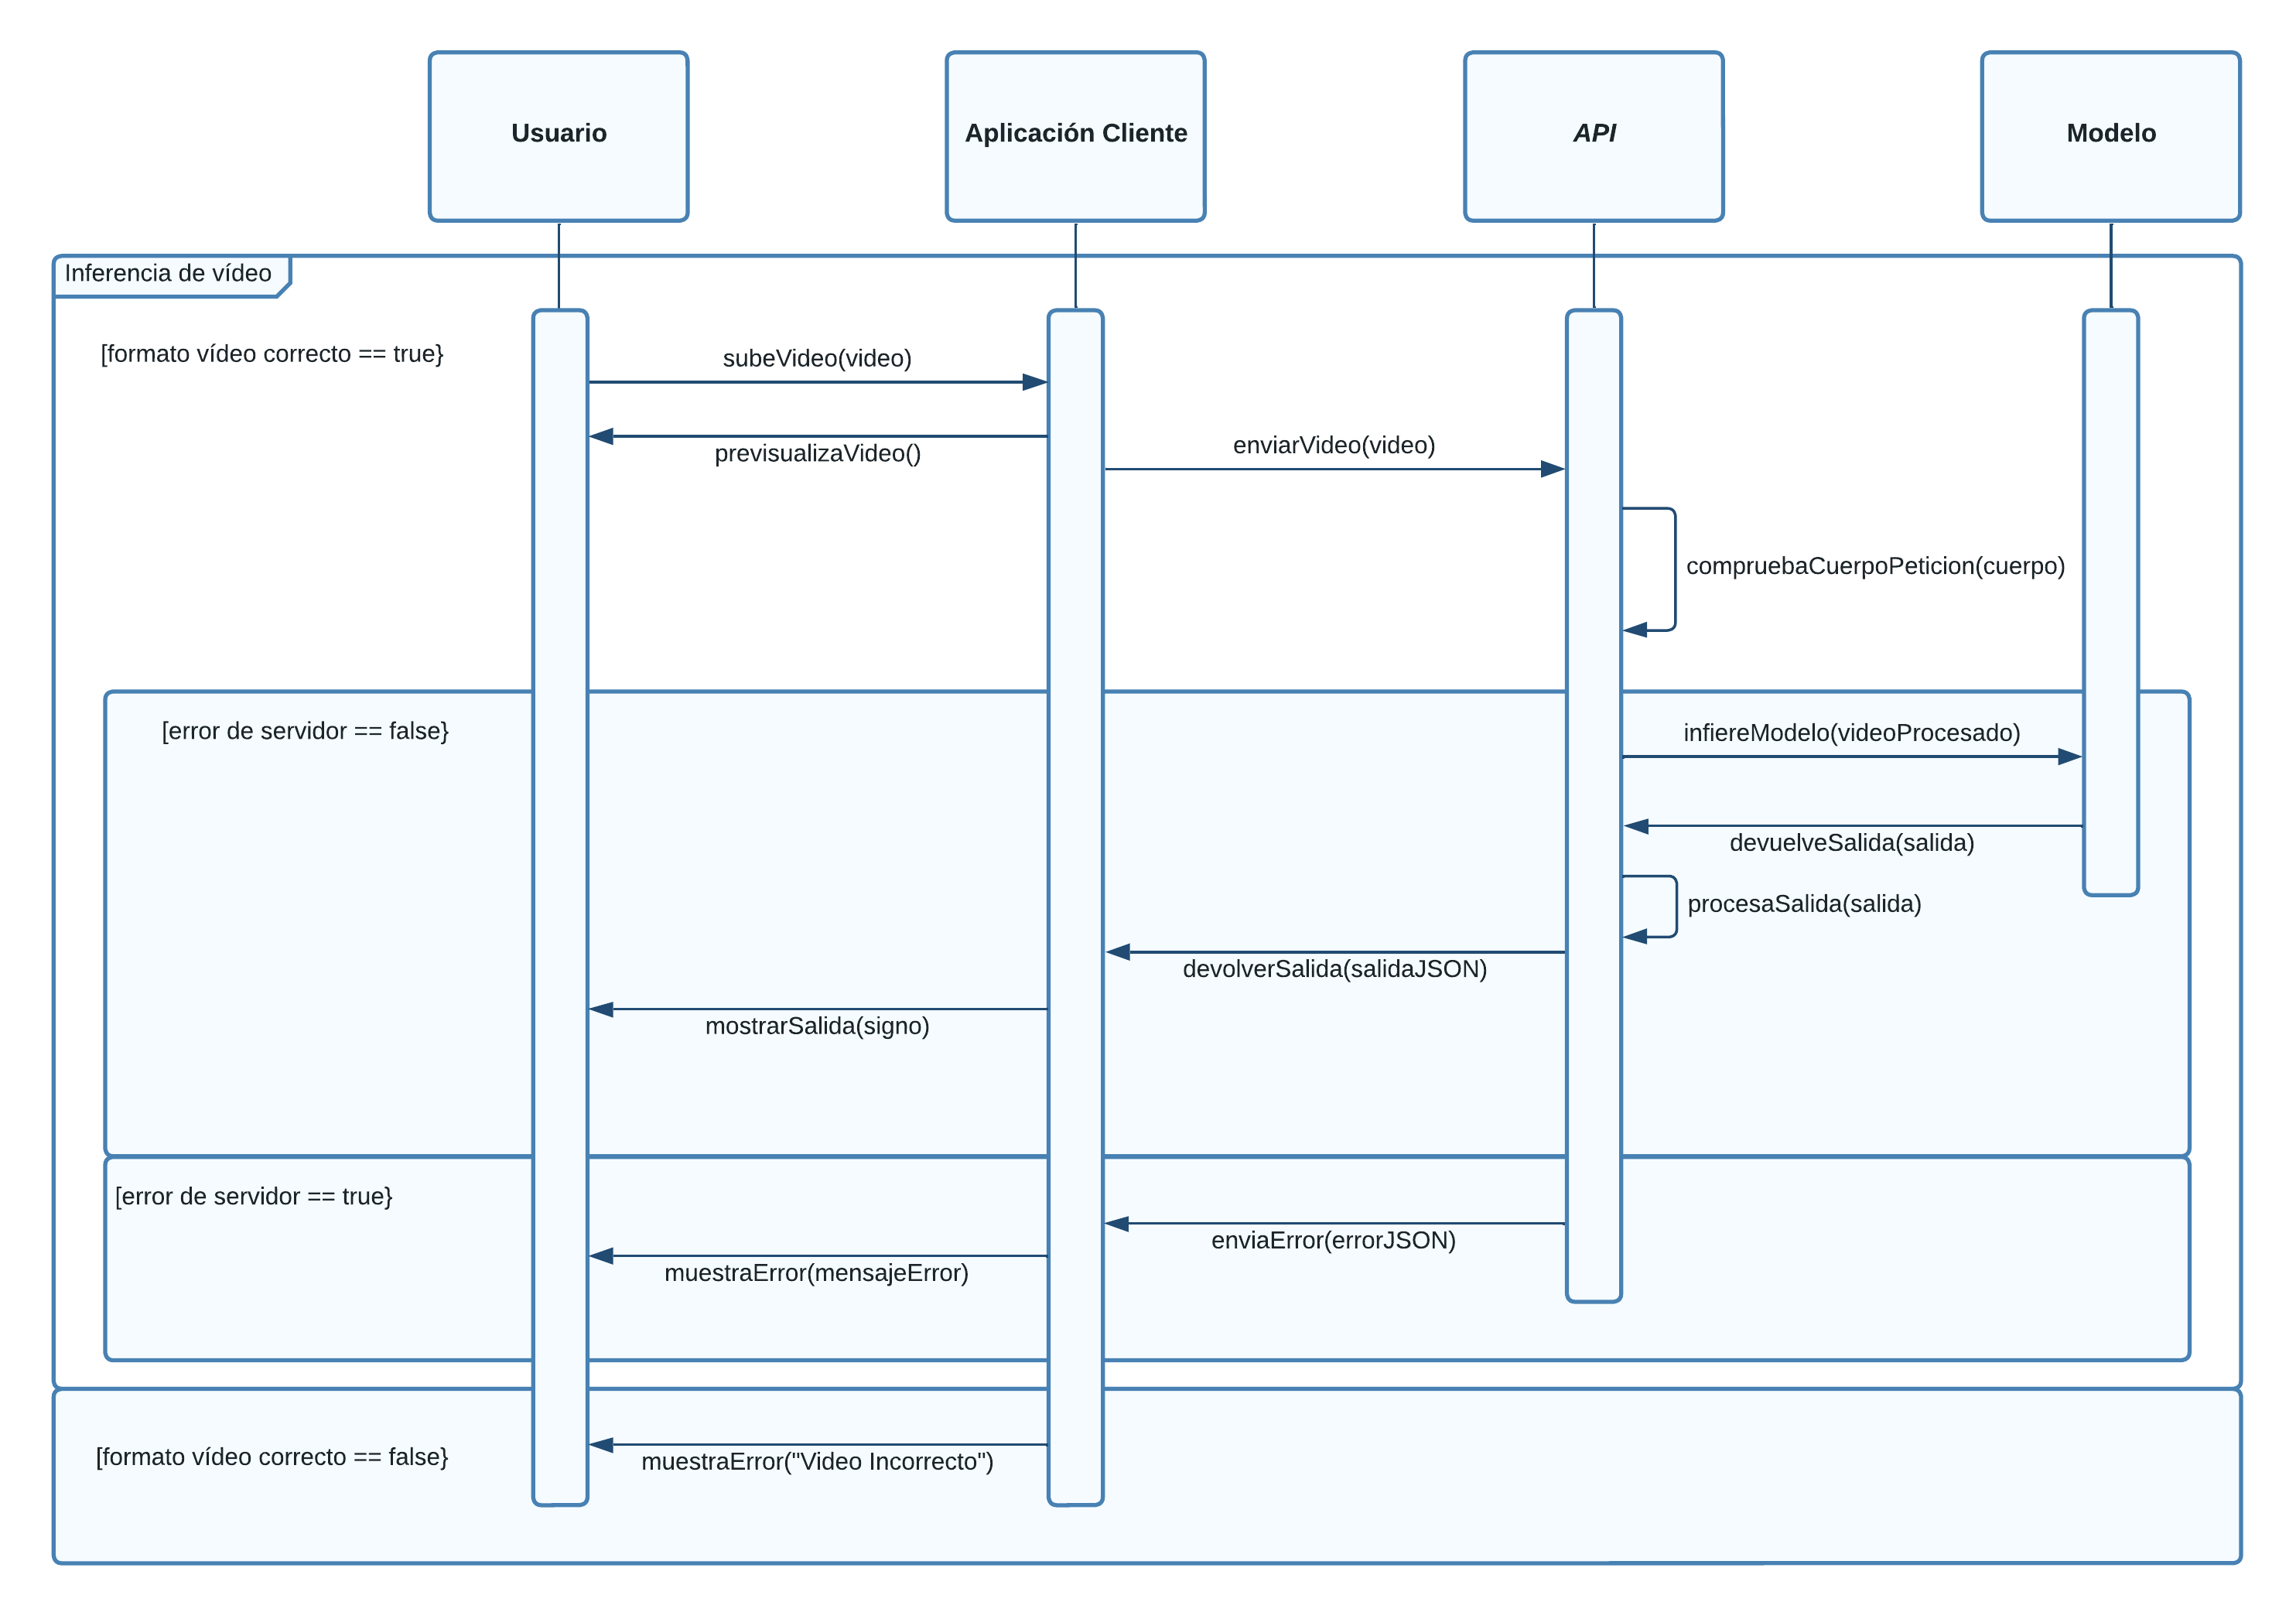 Usuario
Aplicación Cliente
API
Modelo
Inferencia de vídeo
[formato vídeo correcto == true}
subeVideo(video)
previsualizaVideo()
enviarVideo(video)
compruebaCuerpoPeticion(cuerpo)
[error de servidor == false}
infiereModelo(videoProcesado)
devuelveSalida(salida)
procesaSalida(salida)
devolverSalida(salidaJSON)
mostrarSalida(signo)
[error de servidor == true}
enviaError(errorJSON)
muestraError(mensajeError)
[formato vídeo correcto == false}
muestraError("Video Incorrecto")